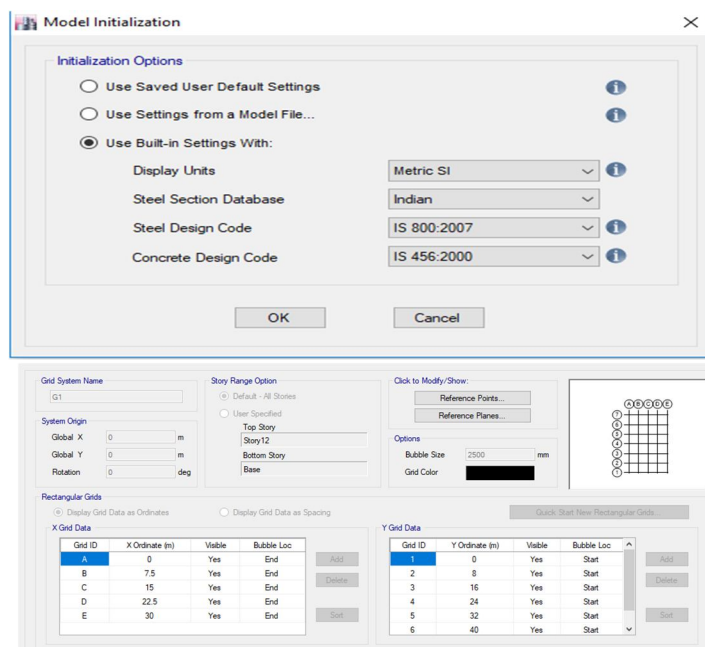 Model Initialization
Initialization Options
Use Saved User Default Settings
Use Settings from a Model File...
Use Built-in Settings With:
Display Units Metric SI
Steel Section Database Indian
Steel Design Code IS 800:2007
Concrete Design Code IS 456:2000
OK Cancel
Grid System Name
G1
System Origin
Global X 0 m
Global Y 0 m
Rotation 0 deg
Story Range Option
Default - All Stories
User Specified
Top Story
Story12
Bottom Story
Base
Click to Modify/Show:
Reference Points...
Reference Planes...
Options
Bubble Size 2500 mm
Grid Color
A B C D E
7
6
5
4
3
2
1
Rectangular Grids
Display Grid Data as Ordinates Display Grid Data as Spacing Quick Start New Rectangular Grids...
X Grid Data
Grid ID X Ordinate (m) Visible Bubble Loc
A 0 Yes End Add
B 7.5 Yes End
C 15 Yes End Delete
D 22.5 Yes End
E 30 Yes End Sort
Y Grid Data
Grid ID Y Ordinate (m) Visible Bubble Loc
1 0 Yes Start Add
2 8 Yes Start
3 16 Yes Start Delete
4 24 Yes Start
5 32 Yes Start Sort
6 40 Yes Start